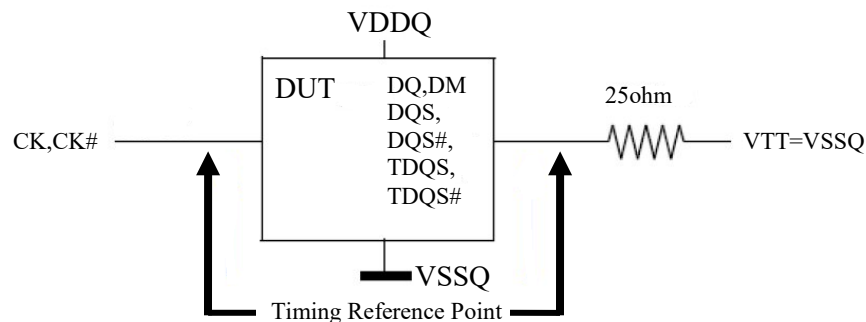 VDDQ
DUT
DQ,DM
DQS,
DQS#,
TDQS,
TDQS#
25ohm
CK,CK#
VTT=VSSQ
VSSQ
Timing Reference Point